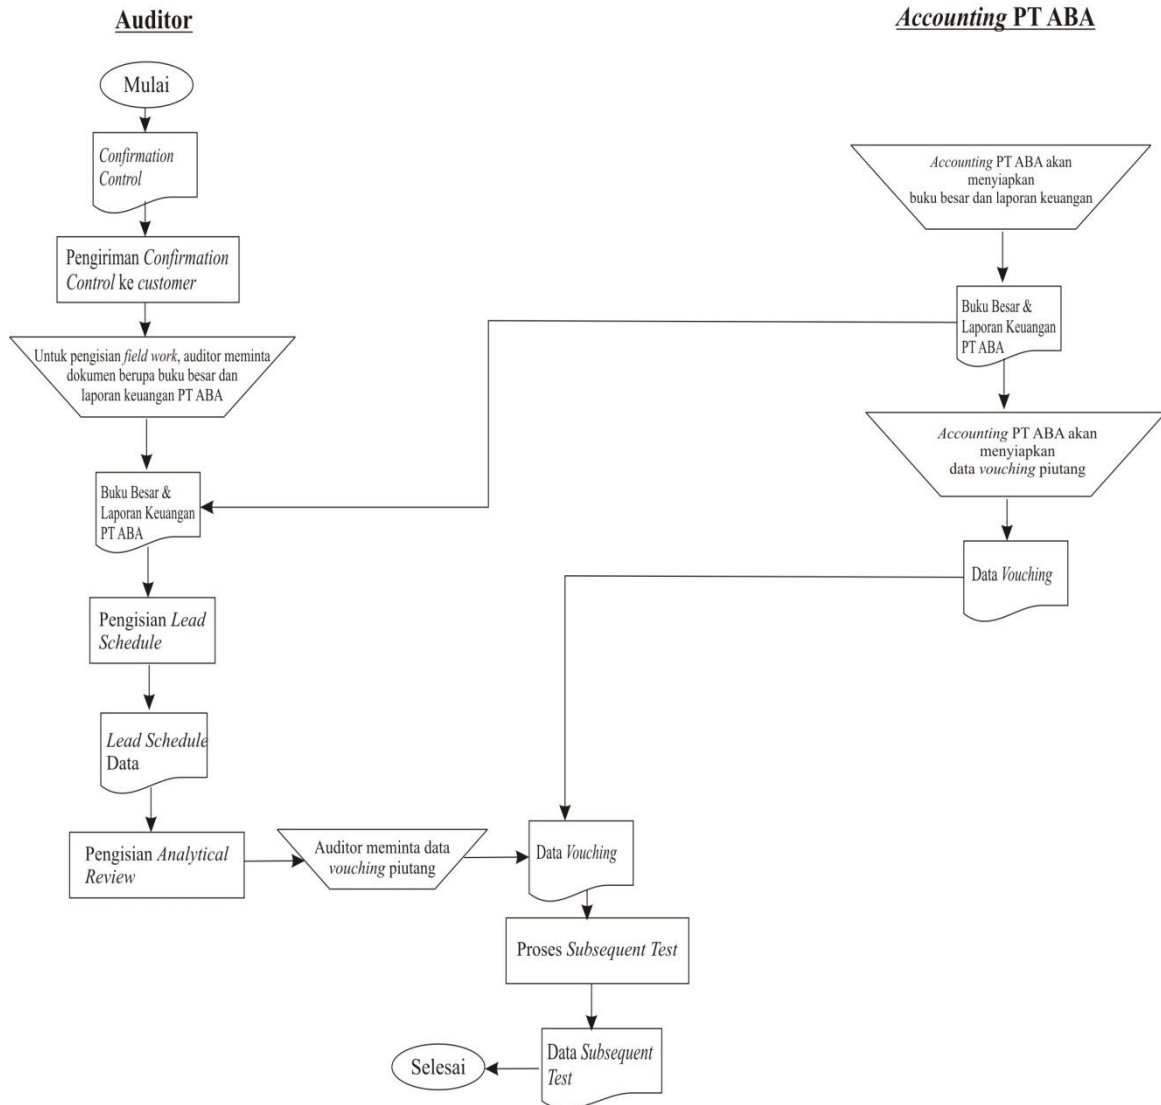 Auditor
Accounting PT ABA
Mulai
Confirmation
Control
Pengiriman Confirmation
Control ke customer
Untuk pengisian field work, auditor meminta
dokumen berupa buku besar dan
laporan keuangan PT ABA
Buku Besar &
Laporan Keuangan
PT ABA
Pengisian Lead
Schedule
Lead Schedule
Data
Pengisian Analytical
Review
Auditor meminta data
vouching piutang
Accounting PT ABA akan
menyiapkan
buku besar dan laporan keuangan
Buku Besar &
Laporan Keuangan
PT ABA
Accounting PT ABA akan
menyiapkan
data vouching piutang
Data Vouching
Data Vouching
Proses Subsequent Test
Data Subsequent
Test
Selesai